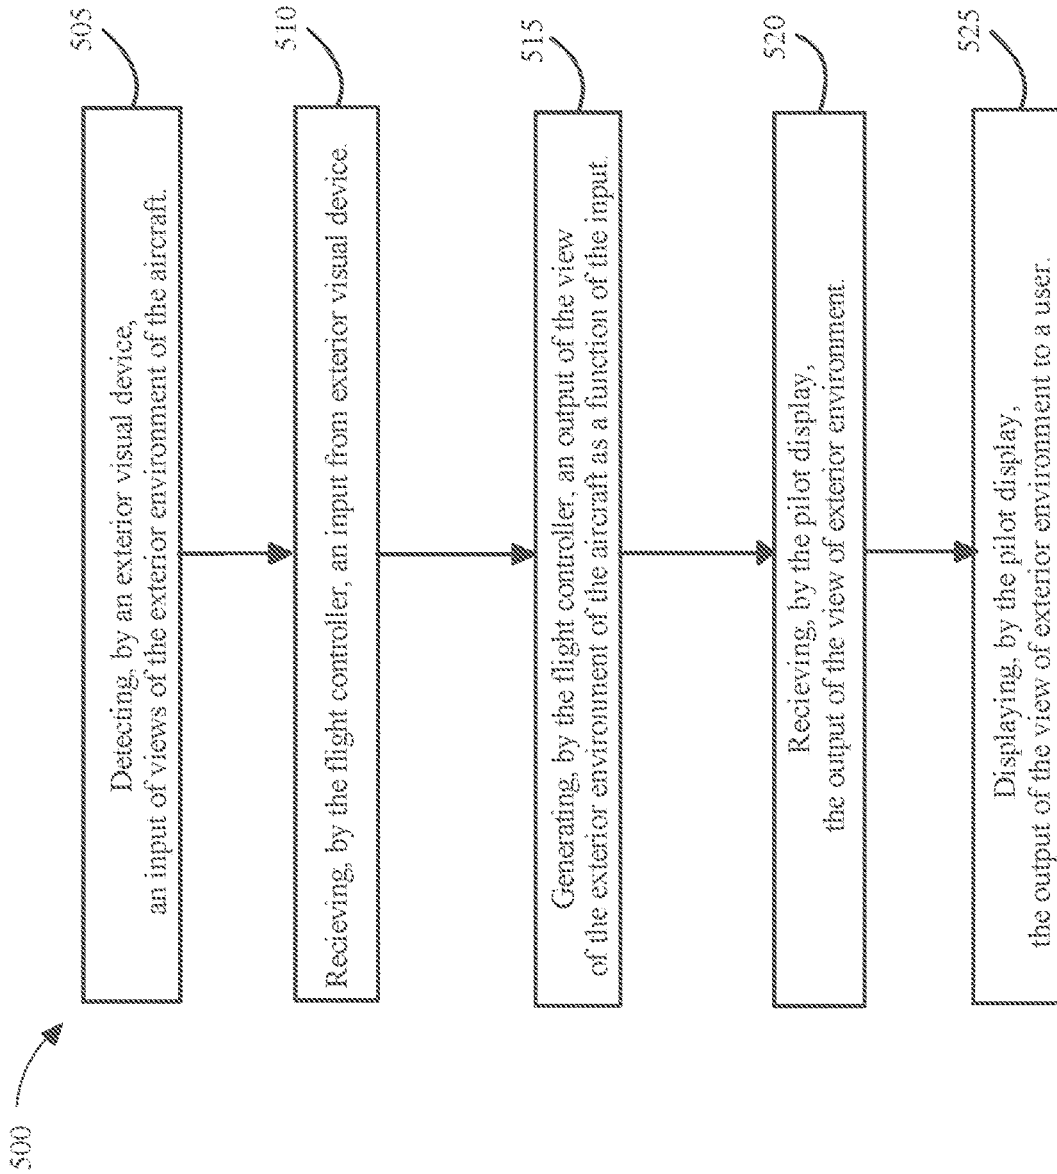 500
505
Detecting, by an exterior visual device,
an input of views of the exterior environment of the aircraft.
510
Recieving, by the flight controller, an input from exterior visual device.
515
Generating, by the flight controller, an output of the view
of the exterior environment of the aircraft as a function of the input.
520
Recieving, by the pilot display,
the output of the view of exterior environment.
525
Displaying, by the pilot display,
the output of the view of exterior environment to a user.